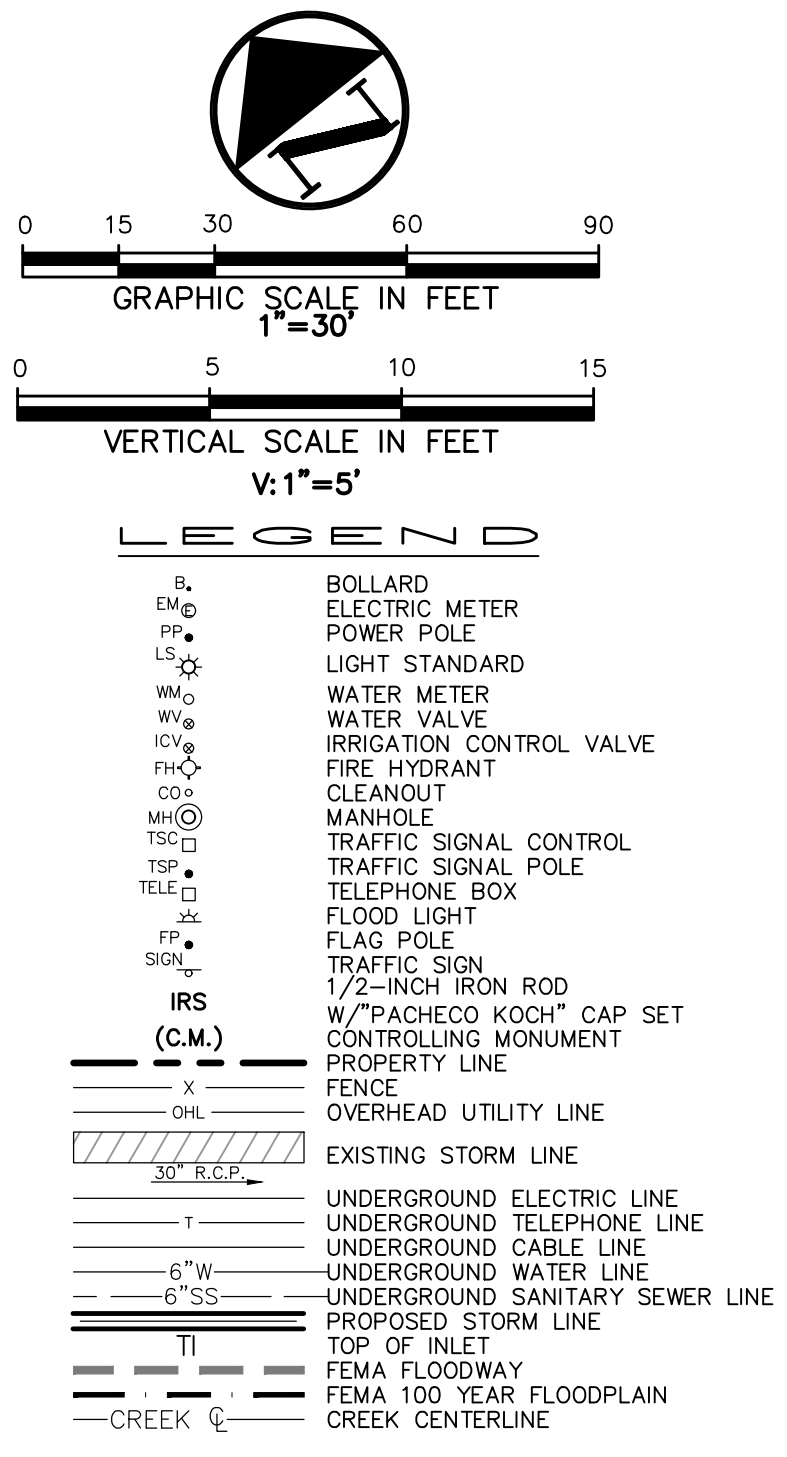 N
0 15 30 60 90
GRAPHIC SCALE IN FEET
1"=30'
0 5 10 15
VERTICAL SCALE IN FEET
V: 1"=5'
LEGEND
B BOLLARD
EM E ELECTRIC METER
PP POWER POLE
LS LIGHT STANDARD
WM WATER METER
WV WATER VALVE
ICV IRRIGATION CONTROL VALVE
FH FIRE HYDRANT
CO CLEANOUT
MH MANHOLE
TSC TRAFFIC SIGNAL CONTROL
TSP TRAFFIC SIGNAL POLE
TELE TELEPHONE BOX
FLOOD LIGHT
FP FLAG POLE
SIGN TRAFFIC SIGN
1/2-INCH IRON ROD
IRS W/"PACHECO KOCH" CAP SET
(C.M.) CONTROLLING MONUMENT
PROPERTY LINE
X FENCE
OHL OVERHEAD UTILITY LINE
EXISTING STORM LINE
30" R.C.P.
UNDERGROUND ELECTRIC LINE
T UNDERGROUND TELEPHONE LINE
UNDERGROUND CABLE LINE
6"W UNDERGROUND WATER LINE
6"SS UNDERGROUND SANITARY SEWER LINE
PROPOSED STORM LINE
TI TOP OF INLET
FEMA FLOODWAY
FEMA 100 YEAR FLOODPLAIN
CREEK ℄ CREEK CENTERLINE